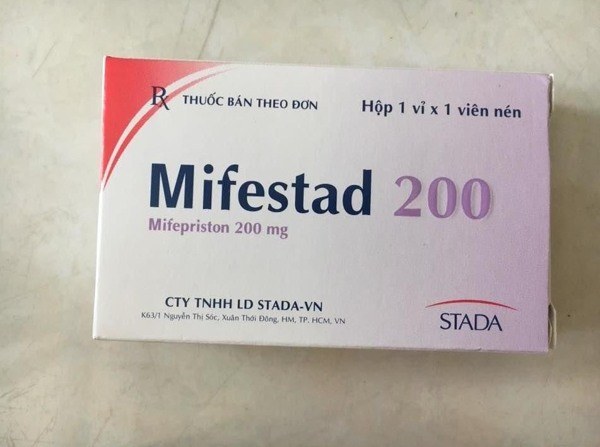 Rx THUỐC BÁN THEO ĐƠN
Hộp 1 vỉ x 1 viên nén
Mifestad 200
Mifepriston 200 mg
CTY TNHH LD STADA-VN
K63/1 Nguyễn Thị Sóc, Xuân Thới Đông, HM, TP. HCM, VN
STADA